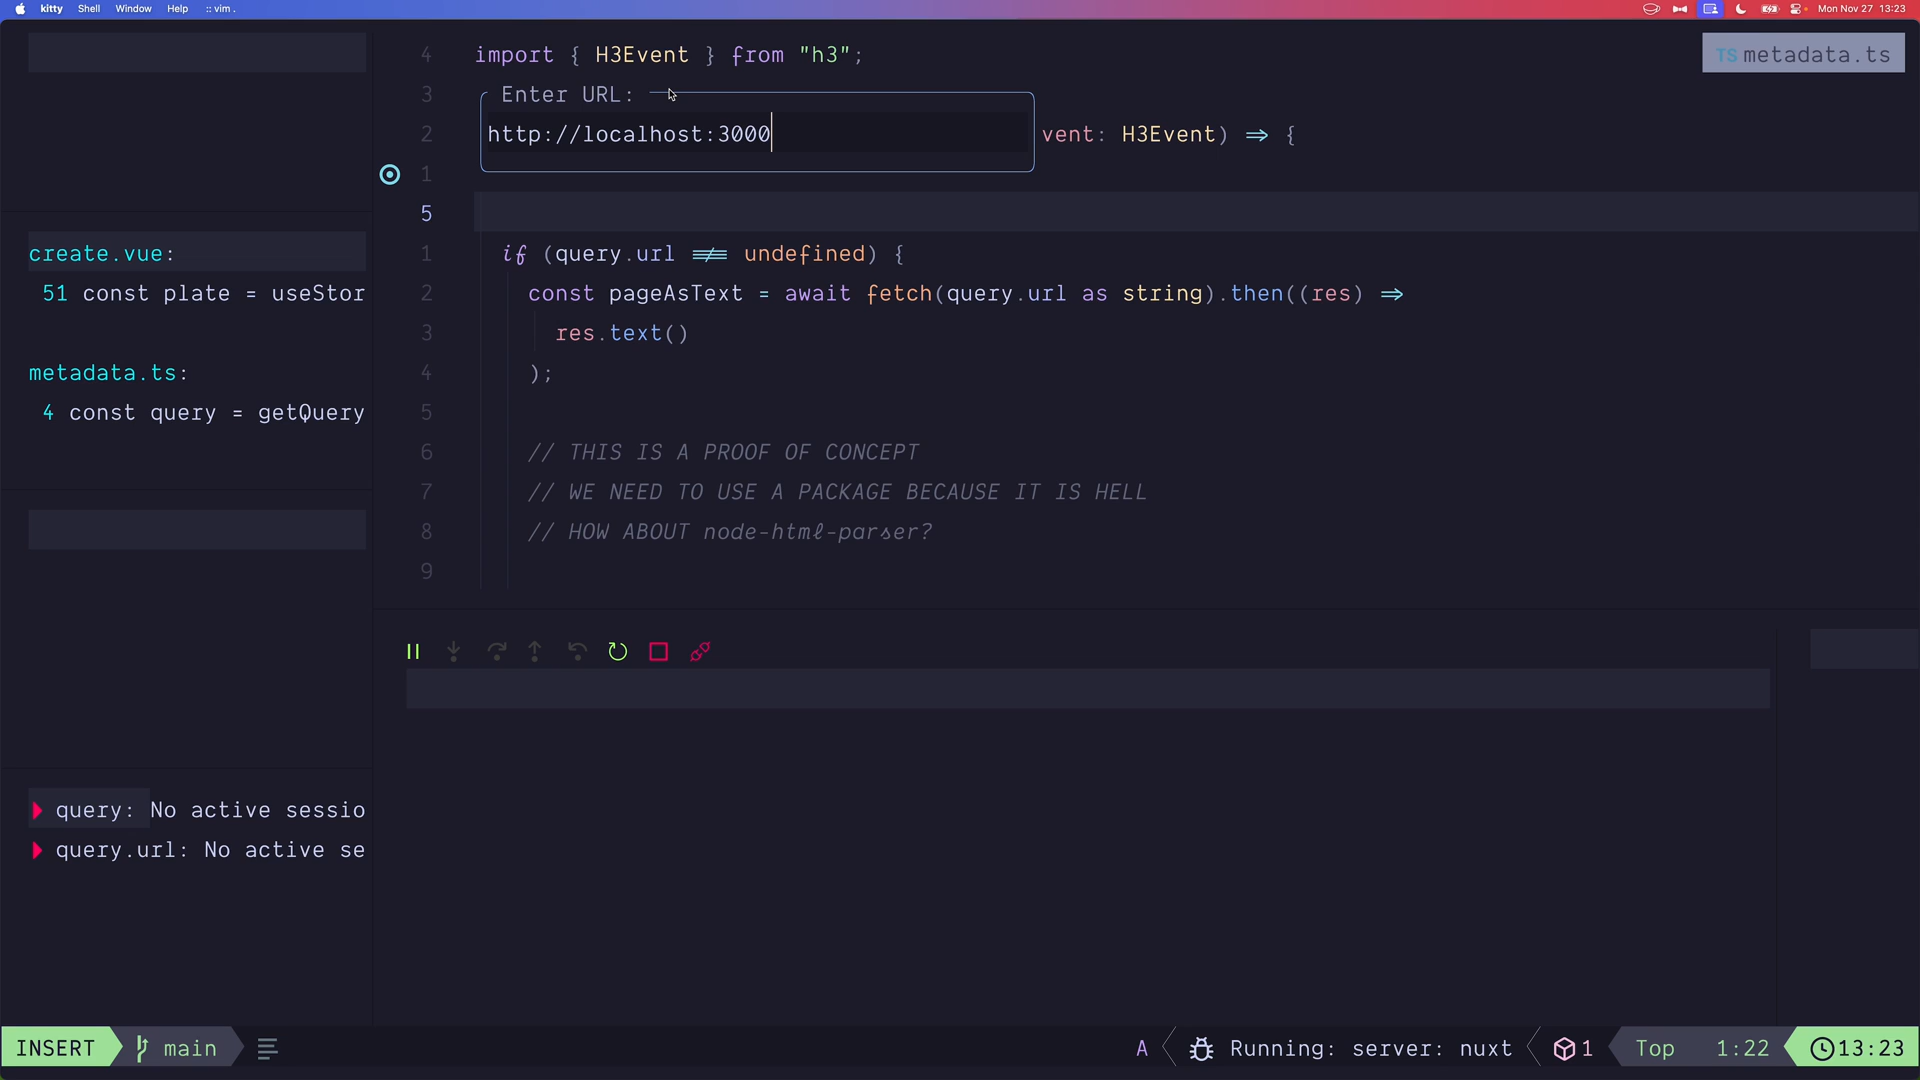 kitty Shell Window Help :: vim .
Mon Nov 27 13:23
create.vue:
51 const plate = useStor
metadata.ts:
4 const query = getQuery
query: No active sessio
query.url: No active se
TS metadata.ts
4 import { H3Event } from "h3";
3 Enter URL:
2 http://localhost:3000 vent: H3Event) => {
1
5
1 if (query.url !== undefined) {
2 const pageAsText = await fetch(query.url as string).then((res) =>
3 res.text()
4 );
5
6 // THIS IS A PROOF OF CONCEPT
7 // WE NEED TO USE A PACKAGE BECAUSE IT IS HELL
8 // HOW ABOUT node-html-parser?
9
INSERT main A Running: server: nuxt 1 Top 1:22 13:23